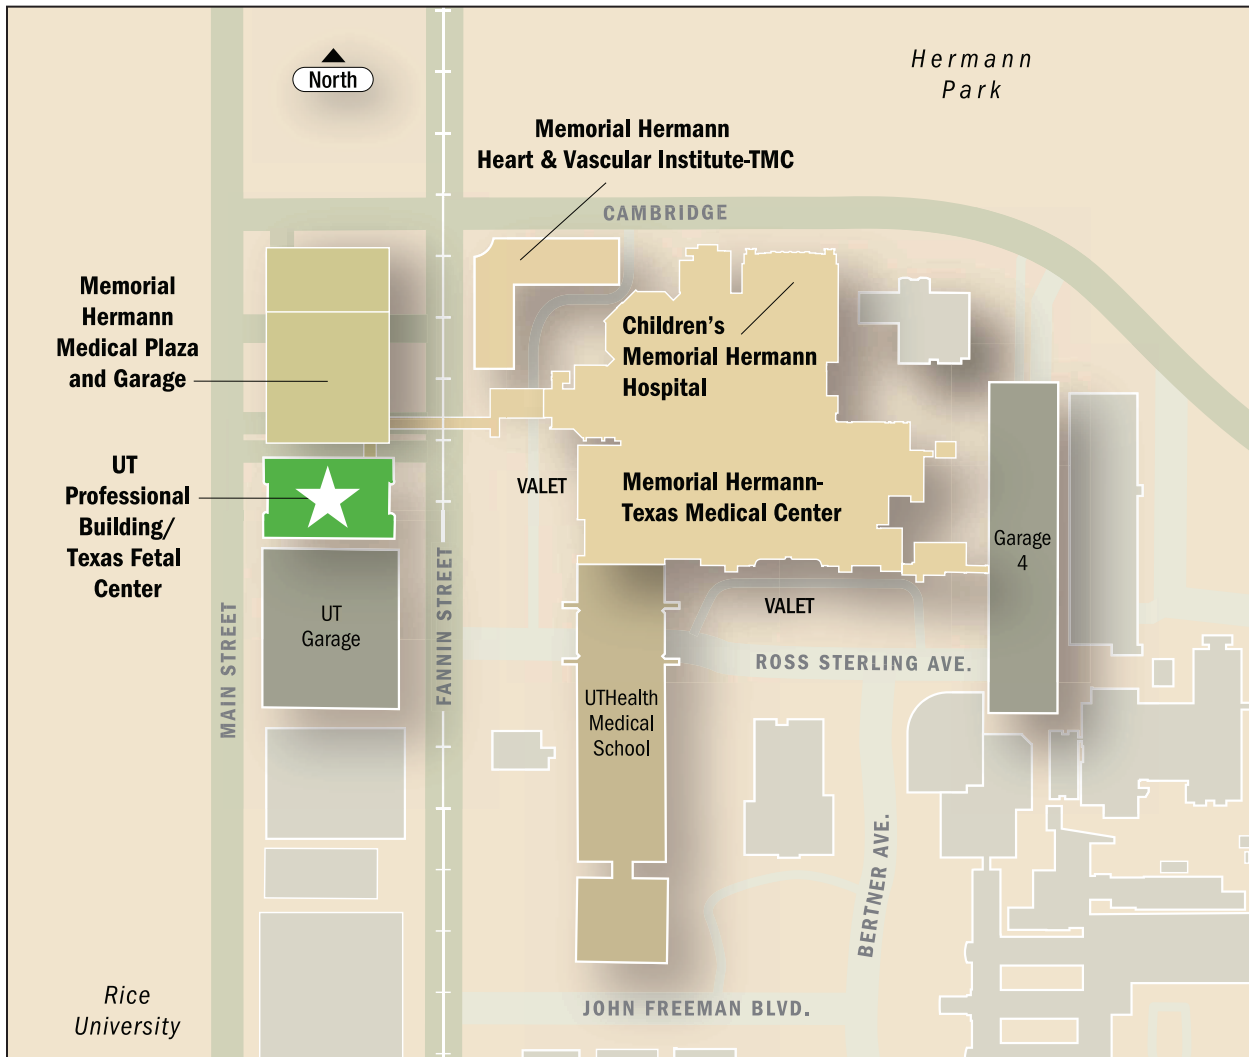 Hermann
Park
North
Memorial Hermann
Heart & Vascular Institute-TMC
CAMBRIDGE
Memorial
Hermann
Medical Plaza
and Garage
Children's
Memorial Hermann
Hospital
UT
Professional
Building/
Texas Fetal
Center
VALET
Memorial Hermann-
Texas Medical Center
Garage
4
UT
Garage
VALET
MAIN STREET
FANNIN STREET
ROSS STERLING AVE.
UTHealth
Medical
School
BERTNER AVE.
Rice
University
JOHN FREEMAN BLVD.